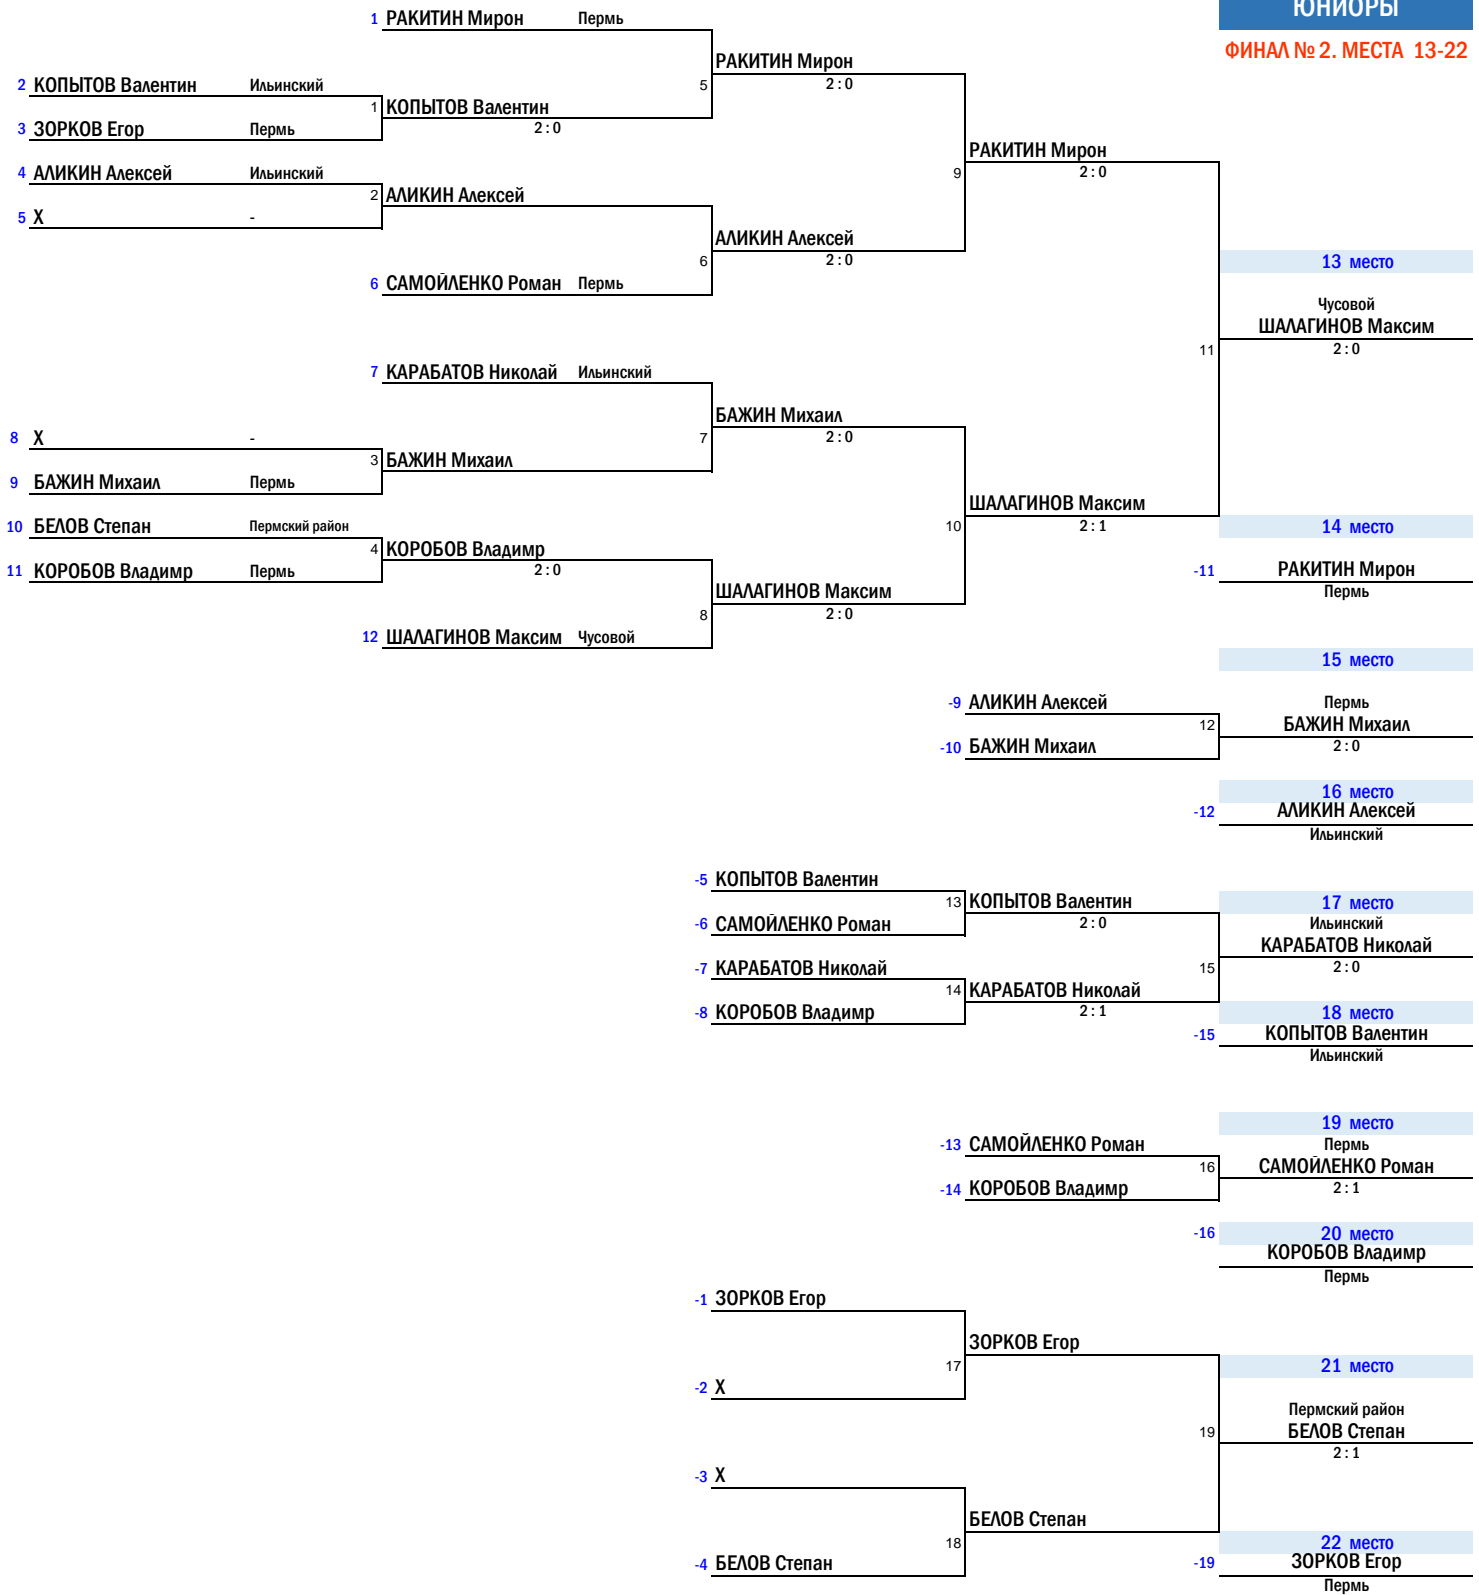 ЮНИОРЫ
ФИНАЛ № 2. МЕСТА 13-22
1 РАКИТИН Мирон Пермь
РАКИТИН Мирон
2 КОПЫТОВ Валентин Ильинский
5 2 : 0
1 КОПЫТОВ Валентин
3 ЗОРКОВ Егор Пермь
2 : 0
РАКИТИН Мирон
4 АЛИКИН Алексей Ильинский
9 2 : 0
2 АЛИКИН Алексей
5 Х -
АЛИКИН Алексей
6 2 : 0
13 место
6 САМОЙЛЕНКО Роман Пермь
Чусовой
ШАЛАГИНОВ Максим
11 2 : 0
7 КАРАБАТОВ Николай Ильинский
БАЖИН Михаил
8 Х -
7 2 : 0
3 БАЖИН Михаил
9 БАЖИН Михаил Пермь
ШАЛАГИНОВ Максим
10 БЕЛОВ Степан Пермский район
10 2 : 1
14 место
4 КОРОБОВ Владимр
11 КОРОБОВ Владимр Пермь
2 : 0
-11 РАКИТИН Мирон
Пермь
ШАЛАГИНОВ Максим
8 2 : 0
12 ШАЛАГИНОВ Максим Чусовой
15 место
-9 АЛИКИН Алексей
Пермь
12 БАЖИН Михаил
-10 БАЖИН Михаил
2 : 0
16 место
-12 АЛИКИН Алексей
Ильинский
-5 КОПЫТОВ Валентин
13 КОПЫТОВ Валентин
17 место
-6 САМОЙЛЕНКО Роман
2 : 0
Ильинский
КАРАБАТОВ Николай
-7 КАРАБАТОВ Николай
15 2 : 0
14 КАРАБАТОВ Николай
-8 КОРОБОВ Владимр
2 : 1
18 место
-15 КОПЫТОВ Валентин
Ильинский
19 место
-13 САМОЙЛЕНКО Роман
Пермь
16 САМОЙЛЕНКО Роман
-14 КОРОБОВ Владимр
2 : 1
-16 20 место
КОРОБОВ Владимр
Пермь
-1 ЗОРКОВ Егор
ЗОРКОВ Егор
17
21 место
-2 Х
Пермский район
19 БЕЛОВ Степан
2 : 1
-3 Х
БЕЛОВ Степан
18
22 место
-4 БЕЛОВ Степан
-19 ЗОРКОВ Егор
Пермь